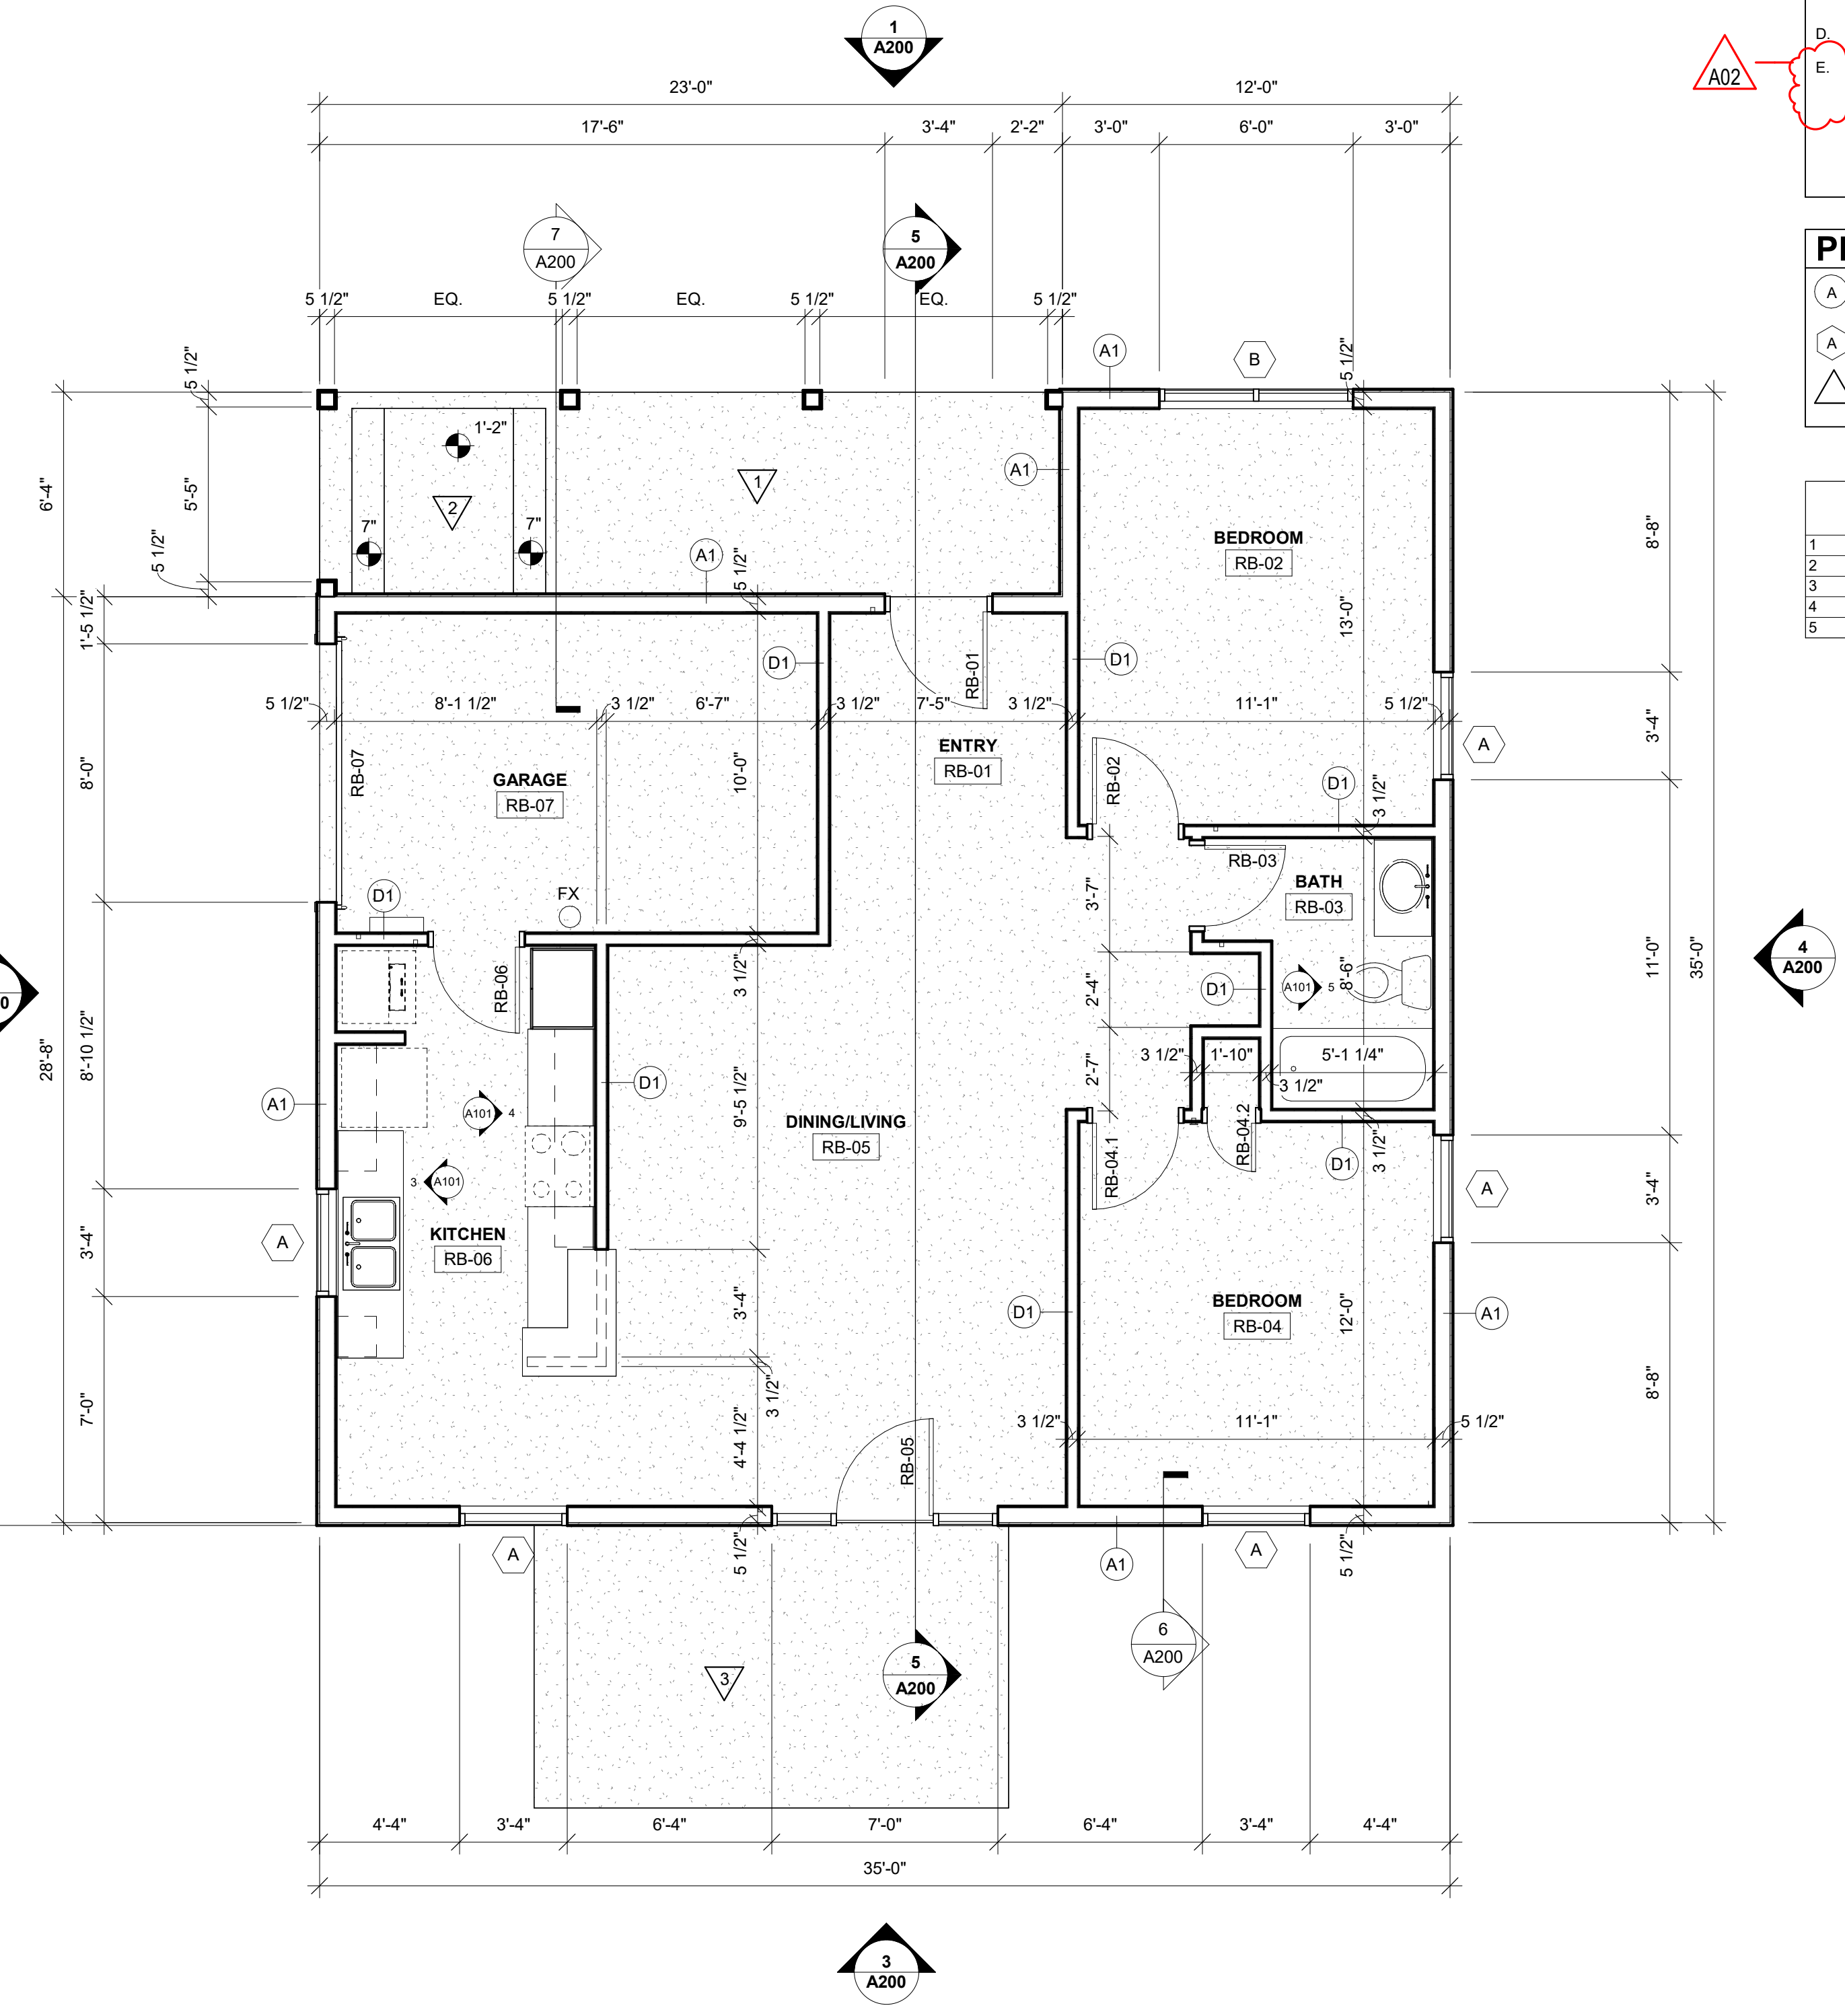 1
A200
D.
E.
A02
23'-0"
12'-0"
17'-6"
3'-4"
2'-2"
3'-0"
6'-0"
3'-0"
7
A200
5
A200
5 1/2"
EQ.
5 1/2"
EQ.
5 1/2"
EQ.
5 1/2"
A
A
5 1/2"
A1
B
5 1/2"
1'-2"
2
1
A1
7"
7"
6'-4"
5'-5"
5 1/2"
A1
5 1/2"
BEDROOM
RB-02
8'-8"
1
2
3
4
5
1'-5 1/2"
D1
RB-01
D1
13'-0"
5 1/2"
8'-1 1/2"
3 1/2"
6'-7"
3 1/2"
7'-5"
3 1/2"
11'-1"
5 1/2"
3'-4"
A
ENTRY
RB-01
RB-07
8'-0"
GARAGE
RB-07
10'-0"
RB-02
D1
3 1/2"
D1
FX
RB-03
BATH
RB-03
3'-7"
4
A200
11'-0"
35'-0"
0
RB-06
3 1/2"
2'-4"
D1
A101
5
8'-6"
28'-8"
8'-10 1/2"
A1
A101
4
D1
9'-5 1/2"
2'-7"
3 1/2"
1'-10"
5'-1 1/4"
3 1/2"
DINING/LIVING
RB-05
RB-04.1
RB-04.2
D1
3 1/2"
3
A101
3'-4"
A
A
3'-4"
KITCHEN
RB-06
3'-4"
D1
BEDROOM
RB-04
12'-0"
A1
7'-0"
3 1/2"
4'-4 1/2"
8'-8"
RB-05
3 1/2"
11'-1"
5 1/2"
A
5 1/2"
A1
A
5 1/2"
6
A200
3
5
A200
4'-4"
3'-4"
6'-4"
7'-0"
6'-4"
3'-4"
4'-4"
35'-0"
3
A200